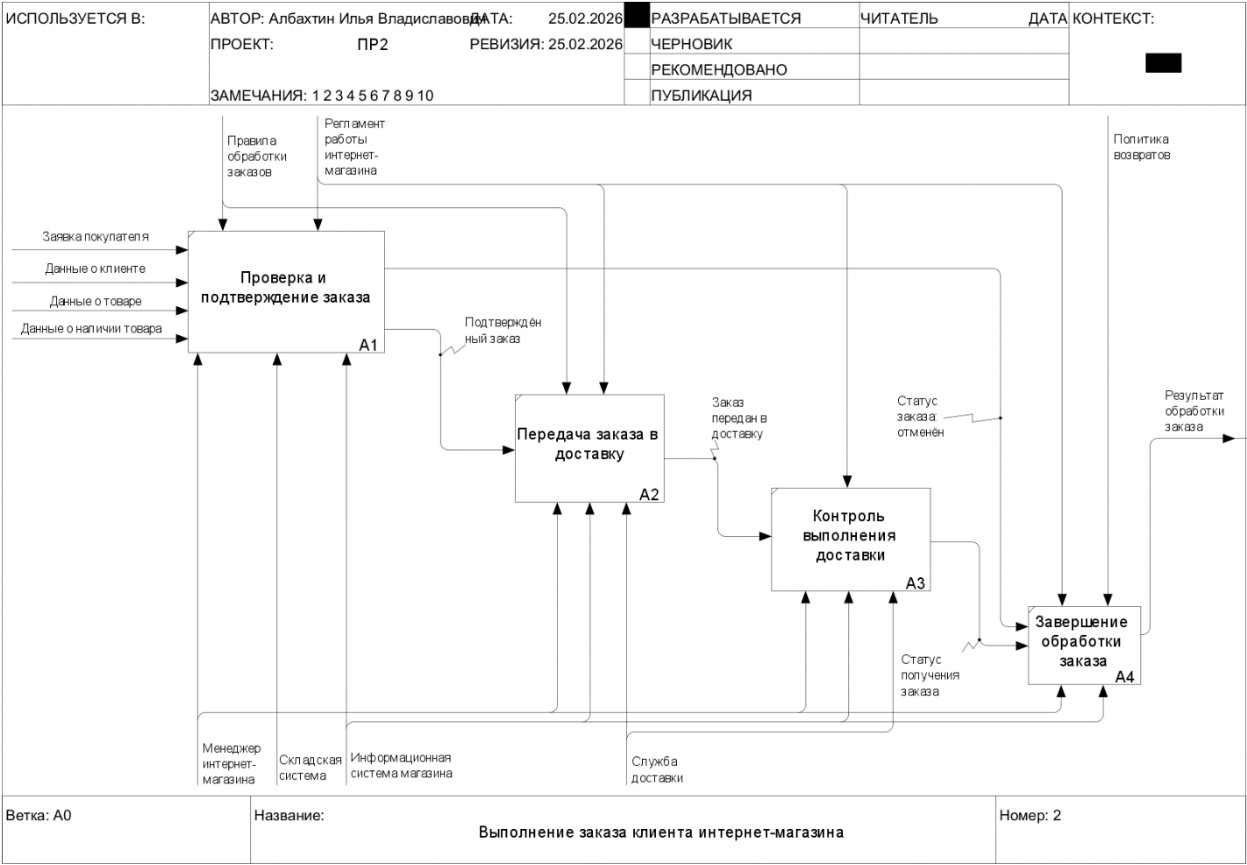 ИСПОЛЬЗУЕТСЯ В:
АВТОР: Албахтин Илья Владиславович
ДАТА: 25.02.2026
ПРОЕКТ: ПР2
РЕВИЗИЯ: 25.02.2026
ЗАМЕЧАНИЯ: 1 2 3 4 5 6 7 8 9 10
РАЗРАБАТЫВАЕТСЯ
ЧЕРНОВИК
РЕКОМЕНДОВАНО
ПУБЛИКАЦИЯ
ЧИТАТЕЛЬ
ДАТА
КОНТЕКСТ:
Правила
обработки
заказов
Регламент
работы
интернет-
магазина
Политика
возвратов
Заявка покупателя
Данные о клиенте
Данные о товаре
Данные о наличии товара
Проверка и
подтверждение заказа
A1
Подтверждён
ный заказ
Передача заказа в
доставку
A2
Заказ
передан в
доставку
Статус
заказа:
отменён
Результат
обработки
заказа
Контроль
выполнения
доставки
A3
Статус
получения
заказа
Завершение
обработки
заказа
A4
Менеджер
интернет-
магазина
Складская
система
Информационная
система магазина
Служба
доставки
Ветка: A0
Название:
Выполнение заказа клиента интернет-магазина
Номер: 2